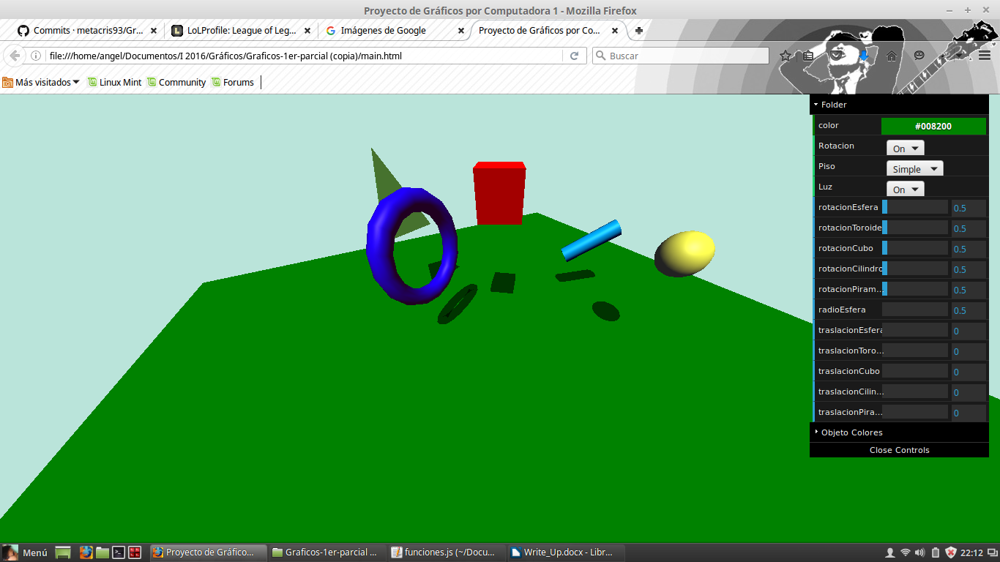 Proyecto de Gráficos por Computadora 1 - Mozilla Firefox
Commits · metacris93/Gr...
LoLProfile: League of Leg...
Imágenes de Google
Proyecto de Gráficos por Co...
file:///home/angel/Documentos/I 2016/Gráficos/Graficos-1er-parcial (copia)/main.html
Buscar
Más visitados
Linux Mint
Community
Forums
Folder
color #008200
Rotacion On
Piso Simple
Luz On
rotacionEsfera 0.5
rotacionToroide 0.5
rotacionCubo 0.5
rotacionCilindro 0.5
rotacionPiram... 0.5
radioEsfera 0.5
traslacionEsfera 0
traslacionToro... 0
traslacionCubo 0
traslacionCilin... 0
traslacionPira... 0
Objeto Colores
Close Controls
Menú
Proyecto de Gráfico...
Graficos-1er-parcial ...
funciones.js (~/Docu...
Write_Up.docx - Libr...
22:12